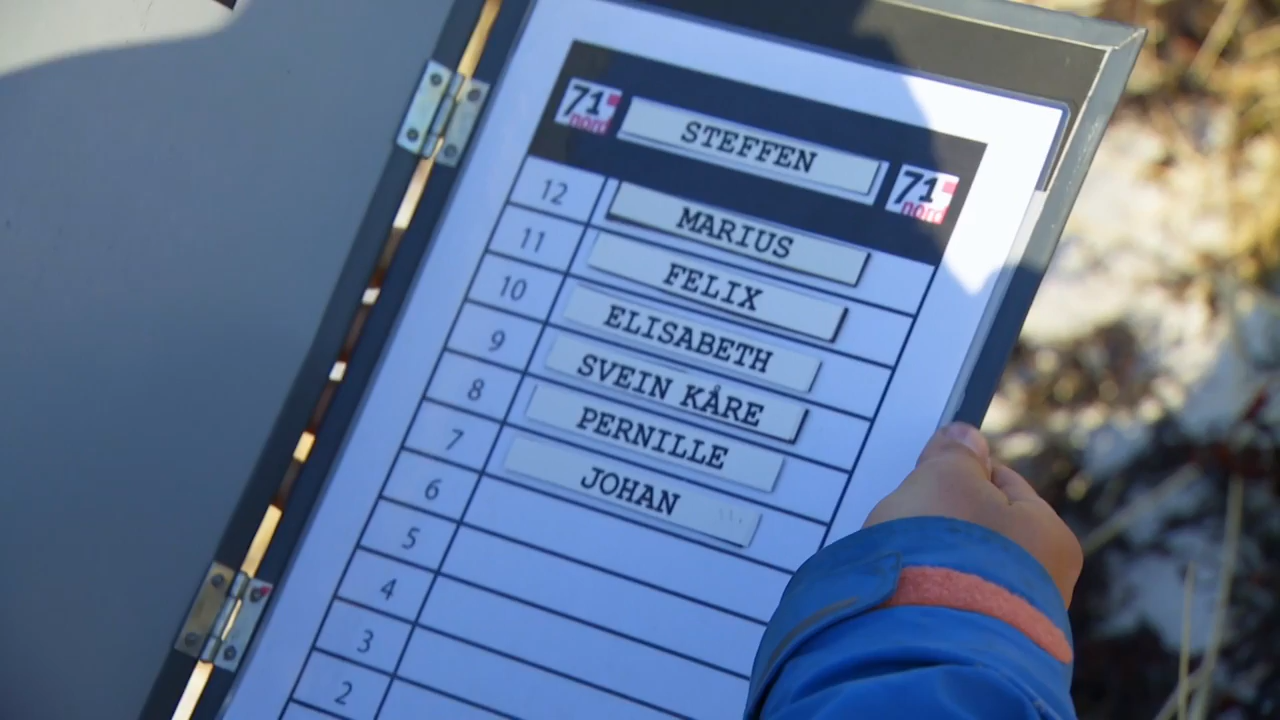 71° nord
STEFFEN
71° nord
12 MARIUS
11 FELIX
10 ELISABETH
9 SVEIN KÅRE
8 PERNILLE
7 JOHAN
6
5
4
3
2